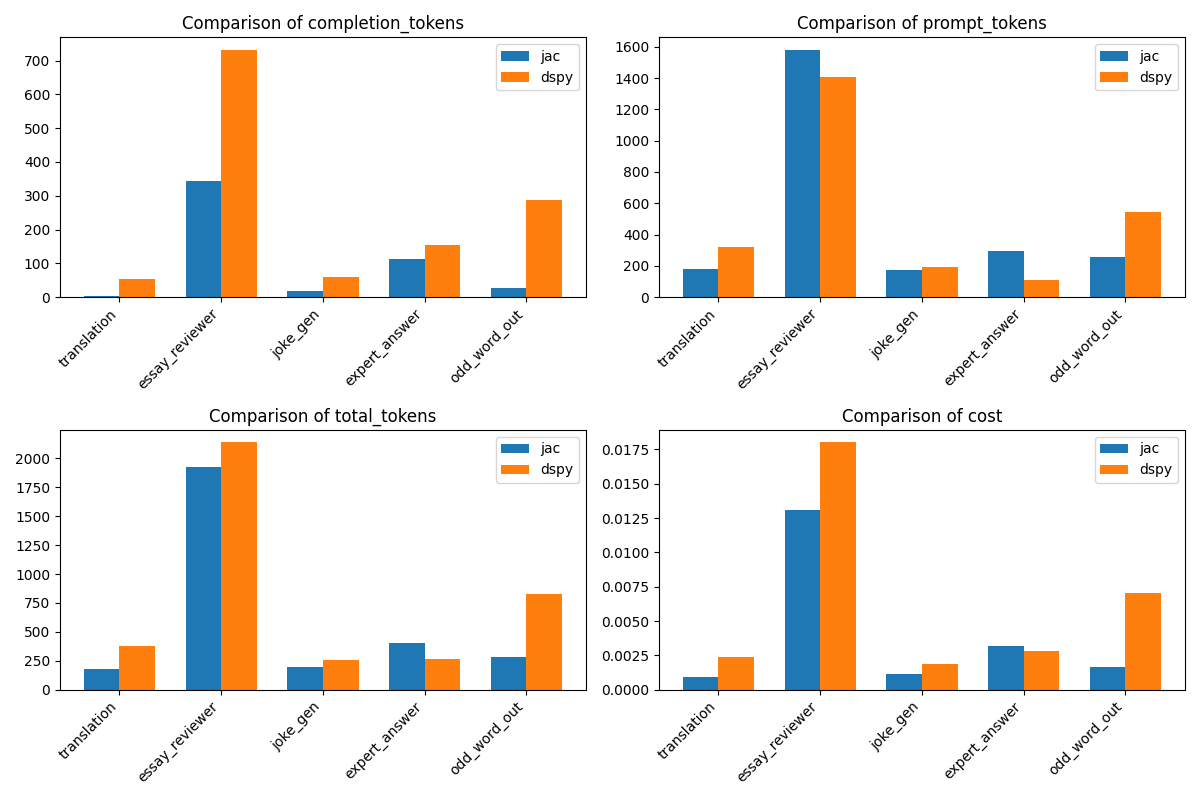 Comparison of completion_tokens
700
600
500
400
300
200
100
0
jac
dspy
translation
essay_reviewer
joke_gen
expert_answer
odd_word_out
Comparison of prompt_tokens
1600
1400
1200
1000
800
600
400
200
0
jac
dspy
translation
essay_reviewer
joke_gen
expert_answer
odd_word_out
Comparison of total_tokens
2000
1750
1500
1250
1000
750
500
250
0
jac
dspy
translation
essay_reviewer
joke_gen
expert_answer
odd_word_out
Comparison of cost
0.0175
0.0150
0.0125
0.0100
0.0075
0.0050
0.0025
0.0000
jac
dspy
translation
essay_reviewer
joke_gen
expert_answer
odd_word_out